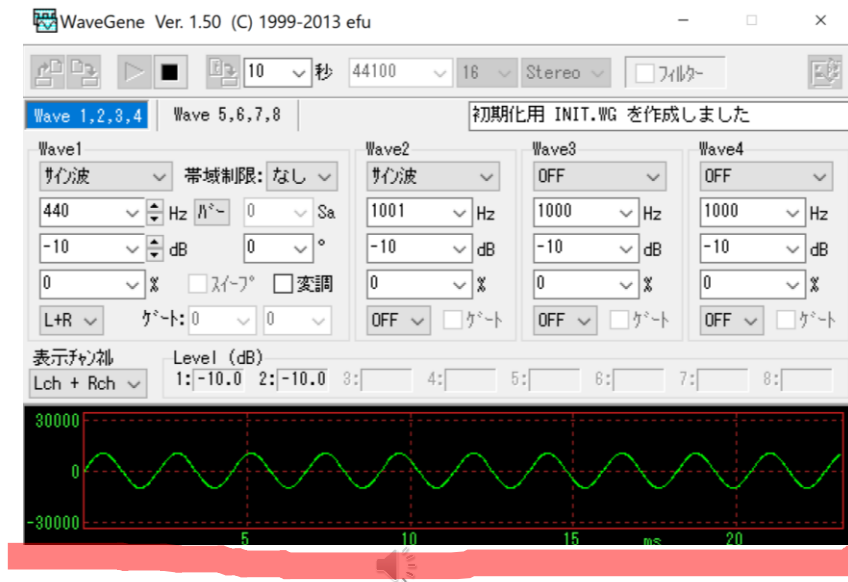 WaveGene Ver. 1.50 (C) 1999-2013 efu
10 秒 44100 16 Stereo フィルター
Wave 1,2,3,4 Wave 5,6,7,8 初期化用 INIT.WG を作成しました
Wave1 Wave2 Wave3 Wave4
サイン波 帯域制限: なし サイン波 OFF OFF
440 Hz バー 0 Sa 1001 Hz 1000 Hz 1000 Hz
-10 dB 0 ° -10 dB -10 dB -10 dB
0 % スイープ 変調 0 % 0 % 0 %
L+R ゲート: 0 0 OFF ゲート OFF ゲート OFF ゲート
表示チャンネル Level (dB)
Lch + Rch 1: -10.0 2: -10.0 3: 4: 5: 6: 7: 8:
30000
0
-30000
5 10 15 ms 20